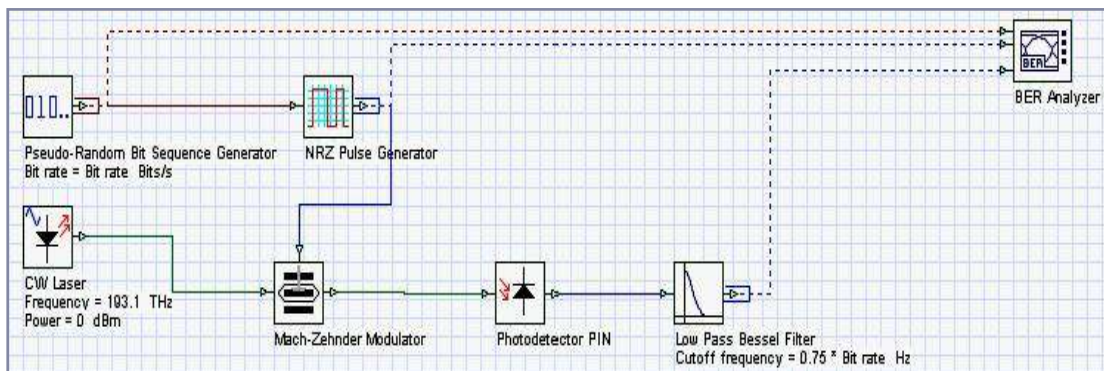 BER
BER Analyzer
010..
Pseudo-Random Bit Sequence Generator
Bit rate = Bit rate Bits/s
NRZ Pulse Generator
CW Laser
Frequency = 193.1 THz
Power = 0 dBm
Mach-Zehnder Modulator
Photodetector PIN
Low Pass Bessel Filter
Cutoff frequency = 0.75 * Bit rate Hz